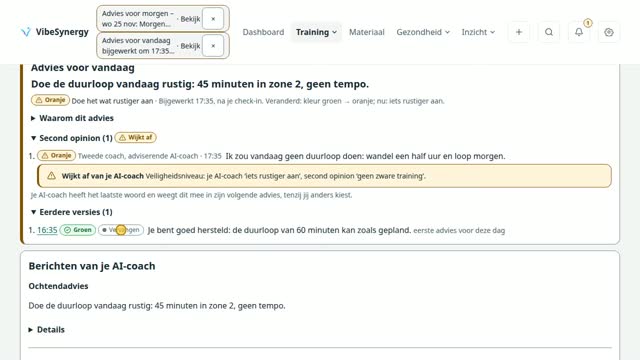 VibeSynergy
Advies voor morgen –
wo 25 nov: Morgen…
· Bekijk
×
Advies voor vandaag
bijgewerkt om 17:35…
· Bekijk
×
Dashboard
Training
Materiaal
Gezondheid
Inzicht
+
1
Advies voor vandaag
Doe de duurloop vandaag rustig: 45 minuten in zone 2, geen tempo.
Oranje Doe het wat rustiger aan · Bijgewerkt 17:35, na je check-in. Veranderd: kleur groen → oranje; nu: iets rustiger aan.
▶ Waarom dit advies
▼ Second opinion (1) Wijkt af
1. Oranje Tweede coach, adviserende AI-coach · 17:35 Ik zou vandaag geen duurloop doen: wandel een half uur en loop morgen.
Wijkt af van je AI-coach Veiligheidsniveau: je AI-coach ‘iets rustiger aan’, second opinion ‘geen zware training’.
Je AI-coach heeft het laatste woord en weegt dit mee in zijn volgende advies, tenzij jij anders kiest.
▼ Eerdere versies (1)
1. 16:35 Groen Je bent goed hersteld: de duurloop van 60 minuten kan zoals gepland. eerste advies voor deze dag
Berichten van je AI-coach
Ochtendadvies
Doe de duurloop vandaag rustig: 45 minuten in zone 2, geen tempo.
▶ Details